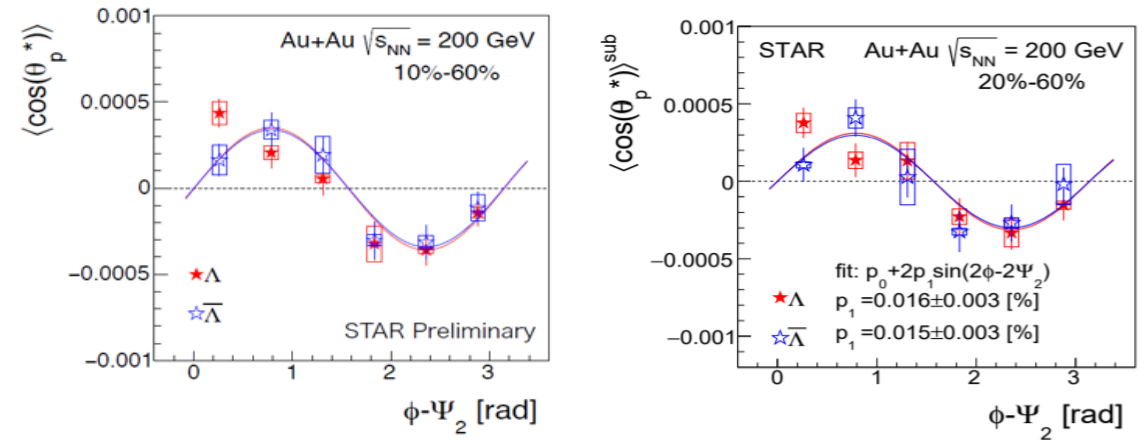 ⟨cos(θp*)⟩
0.001
0.0005
0
−0.0005
−0.001
Au+Au √sNN = 200 GeV
10%-60%
Λ
Λ̅
STAR Preliminary
0 1 2 3
ϕ-Ψ2 [rad]
⟨cos(θp*)⟩sub
0.001
0.0005
0
−0.0005
−0.001
STAR Au+Au √sNN = 200 GeV
20%-60%
fit: p0+2p1sin(2ϕ-2Ψ2)
Λ p1=0.016±0.003 [%]
Λ̅ p1=0.015±0.003 [%]
0 1 2 3
ϕ-Ψ2 [rad]